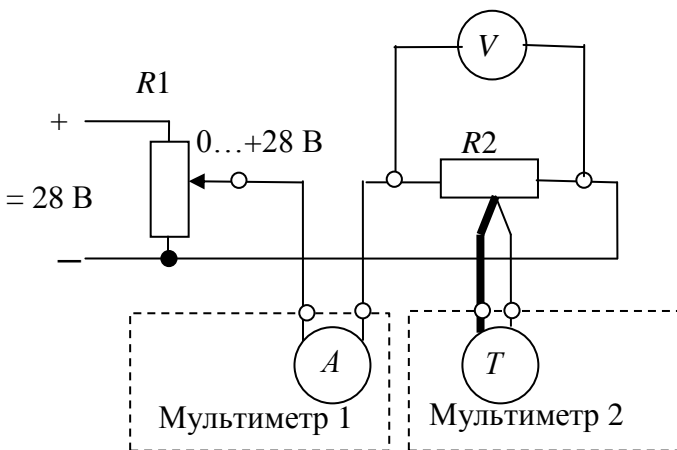 V
R1
+
0…+28 В
R2
= 28 В
–
A
T
Мультиметр 1
Мультиметр 2